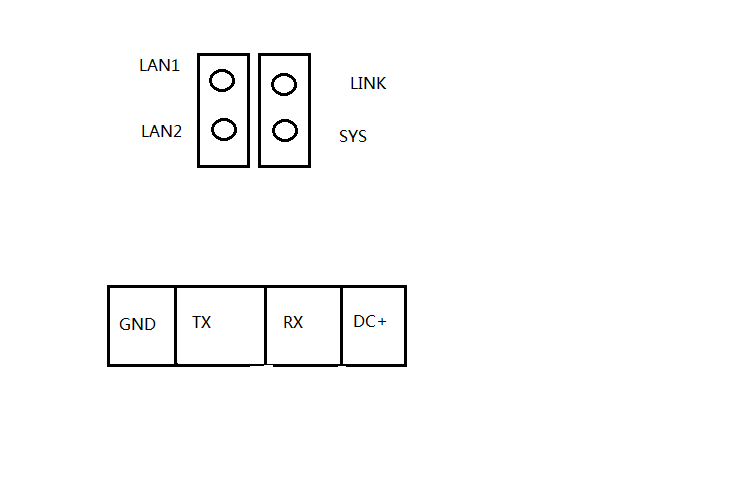 LAN1
LINK
LAN2
SYS
GND TX RX DC+